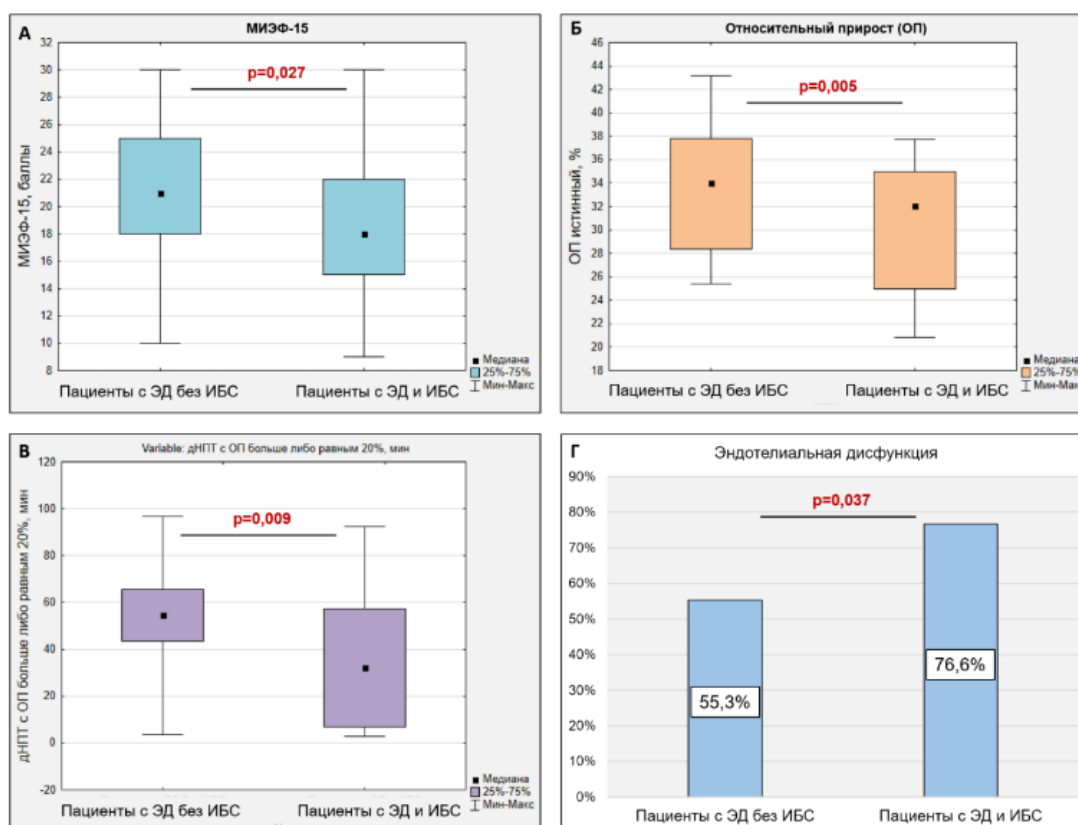 А
МИЭФ-15
32
30
28
26
24
22
20
18
16
14
12
10
8
МИЭФ-15, баллы
p=0,027
Медиана
25%-75%
Мин-Макс
Пациенты с ЭД без ИБС
Пациенты с ЭД и ИБС
Б
Относительный прирост (ОП)
46
44
42
40
38
36
34
32
30
28
26
24
22
20
18
ОП истинный, %
p=0,005
Медиана
25%-75%
Мин-Макс
Пациенты с ЭД без ИБС
Пациенты с ЭД и ИБС
В
Variable: дНПТ с ОП больше либо равным 20%, мин
120
100
80
60
40
20
0
-20
дНПТ с ОП больше либо равным 20%, мин
p=0,009
Медиана
25%-75%
Мин-Макс
Пациенты с ЭД без ИБС
Пациенты с ЭД и ИБС
Г
Эндотелиальная дисфункция
90%
80%
70%
60%
50%
40%
30%
20%
10%
0%
p=0,037
55,3%
76,6%
Пациенты с ЭД без ИБС
Пациенты с ЭД и ИБС